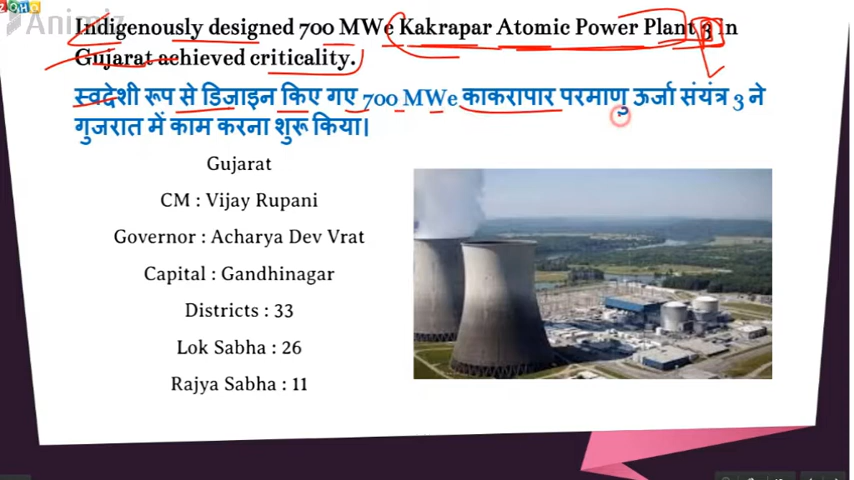 ZOHO
Animiz
Indigenously designed 700 MWe Kakrapar Atomic Power Plant 3 in
Gujarat achieved criticality.
स्वदेशी रूप से डिजाइन किए गए 700 MWe काकरापार परमाणु ऊर्जा संयंत्र 3 ने
गुजरात में काम करना शुरू किया।
Gujarat
CM : Vijay Rupani
Governor : Acharya Dev Vrat
Capital : Gandhinagar
Districts : 33
Lok Sabha : 26
Rajya Sabha : 11